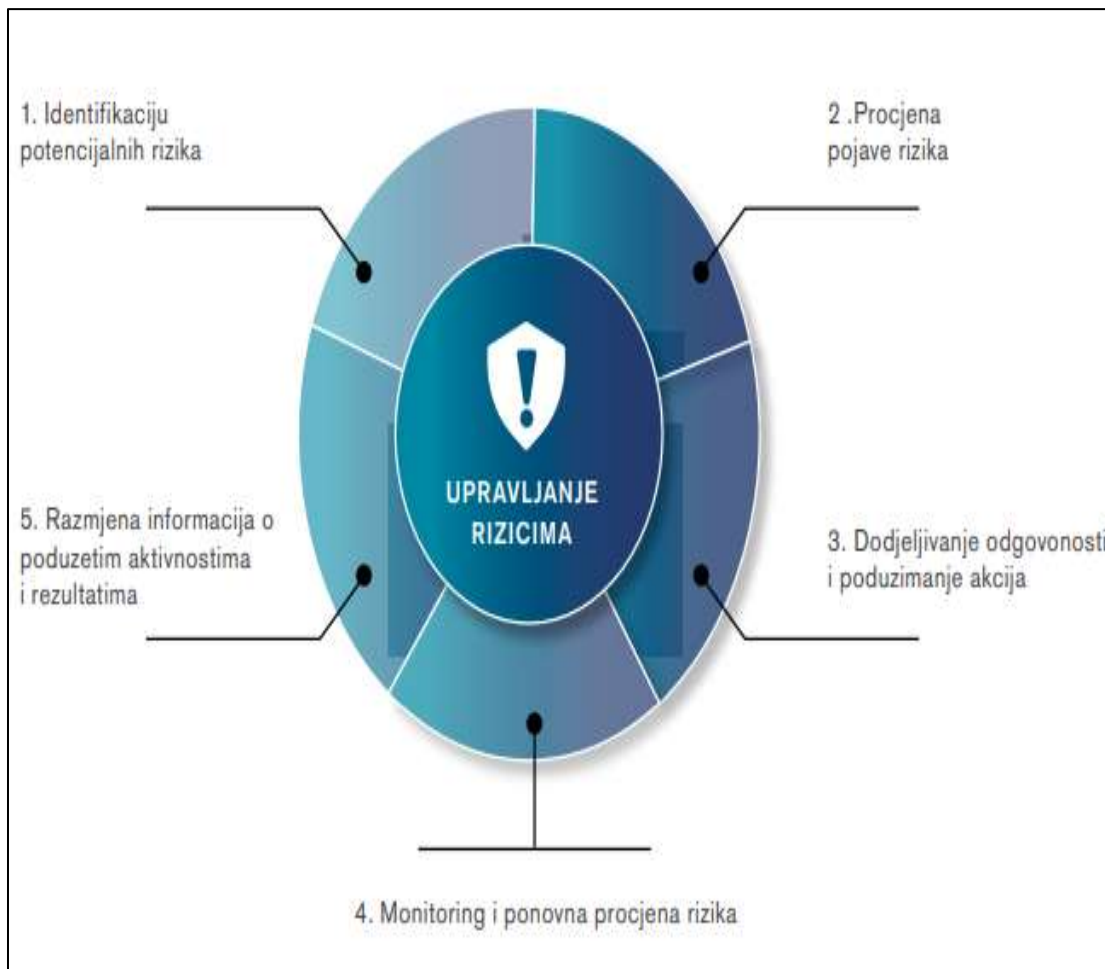 1. Identifikaciju
potencijalnih rizika
2 .Procjena
pojave rizika
UPRAVLJANJE
RIZICIMA
5. Razmjena informacija o
poduzetim aktivnostima
i rezultatima
3. Dodjeljivanje odgovonosti
i poduzimanje akcija
4. Monitoring i ponovna procjena rizika